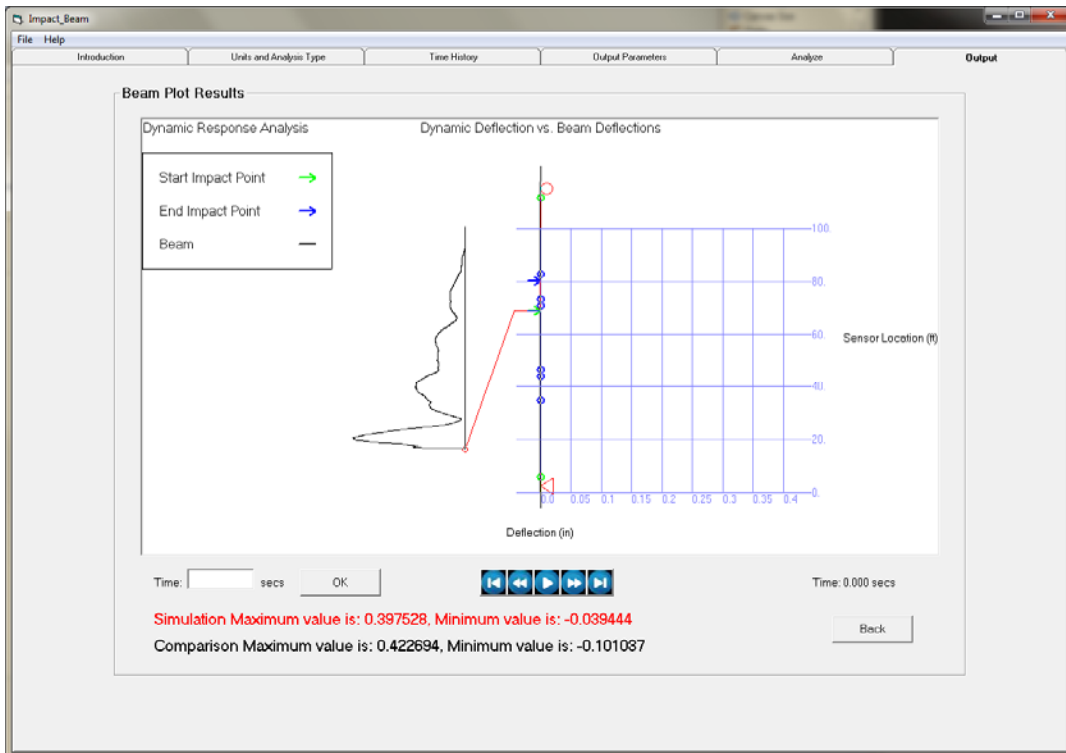 Impact_Beam
File Help
Introduction
Units and Analysis Type
Time History
Output Parameters
Analyze
Output
Beam Plot Results
Dynamic Response Analysis
Dynamic Deflection vs. Beam Deflections
Start Impact Point
End Impact Point
Beam
100.
80.
60.
Sensor Location (ft)
40.
20.
0.
0.0 0.05 0.1 0.15 0.2 0.25 0.3 0.35 0.4
Deflection (in)
Time: secs OK
Time: 0.000 secs
Simulation Maximum value is: 0.397528, Minimum value is: -0.039444
Comparison Maximum value is: 0.422694, Minimum value is: -0.101037
Back